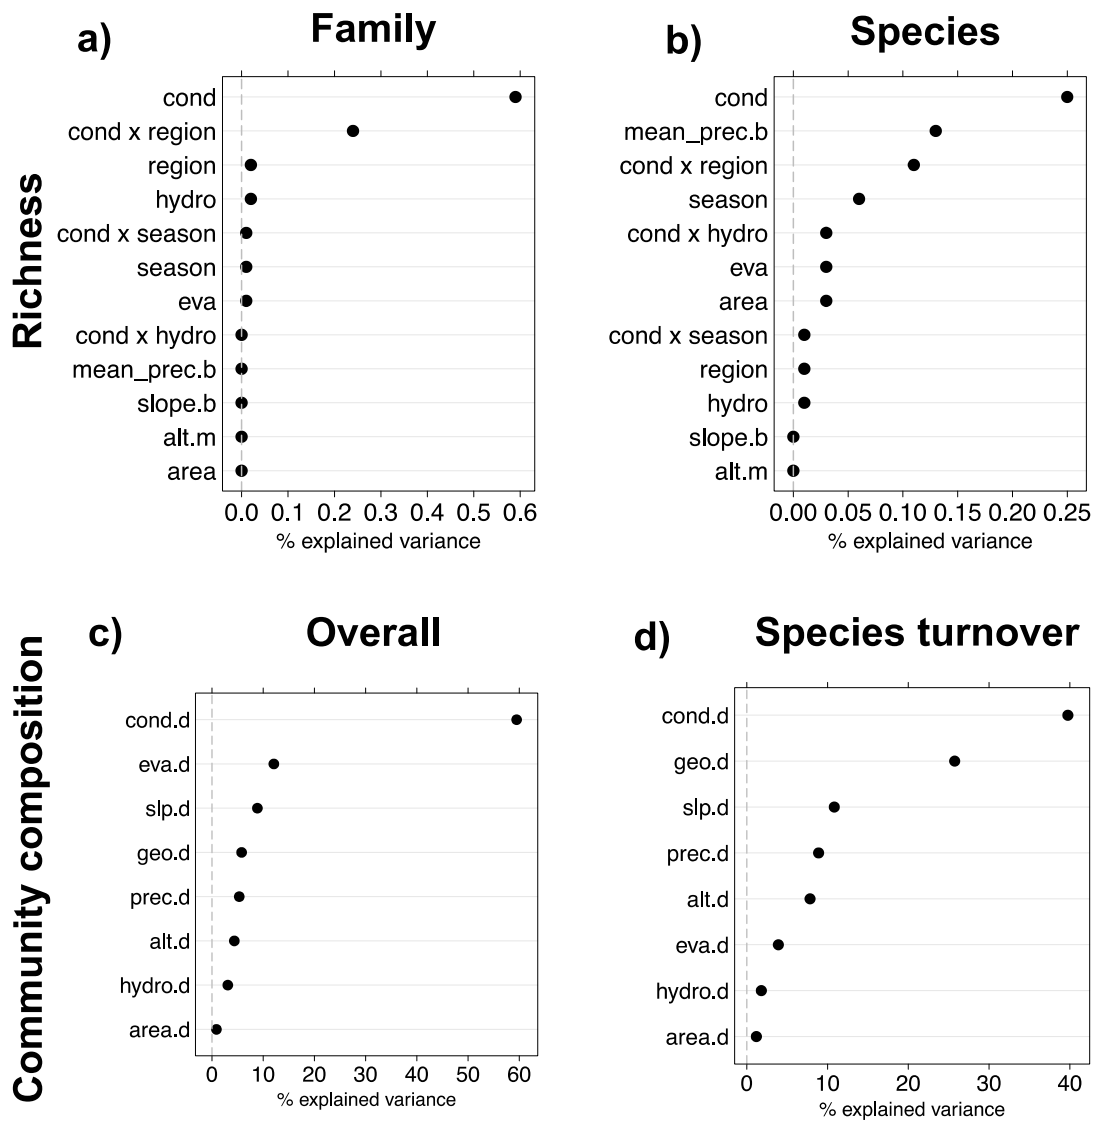 a) Family
cond
cond x region
region
hydro
cond x season
season
eva
cond x hydro
mean_prec.b
slope.b
alt.m
area
0.0 0.1 0.2 0.3 0.4 0.5 0.6
% explained variance
b) Species
cond
mean_prec.b
cond x region
season
cond x hydro
eva
area
cond x season
region
hydro
slope.b
alt.m
0.00 0.05 0.10 0.15 0.20 0.25
% explained variance
Richness
c) Overall
cond.d
eva.d
slp.d
geo.d
prec.d
alt.d
hydro.d
area.d
0 10 20 30 40 50 60
% explained variance
d) Species turnover
cond.d
geo.d
slp.d
prec.d
alt.d
eva.d
hydro.d
area.d
0 10 20 30 40
% explained variance
Community composition